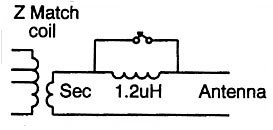 Z Match
coil
Sec 1.2uH Antenna